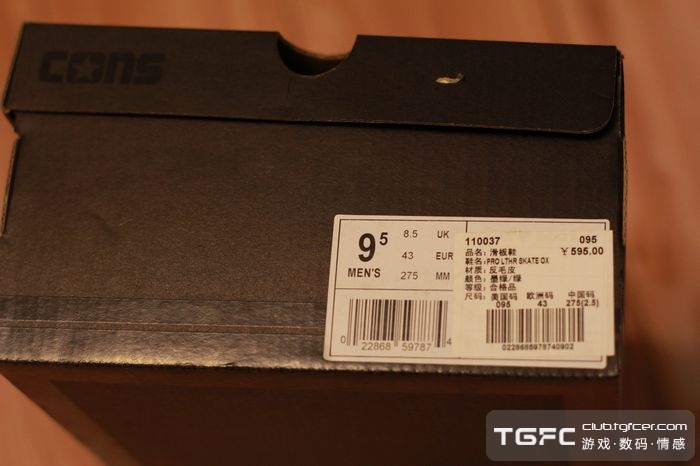 CONS
9⁵ 8.5 UK
43 EUR
MEN'S 275 MM
0 22868 59787 4
110037 095
品名: 滑板鞋 ¥595.00
鞋名: PRO LTHR SKATE OX
材质: 反毛皮
颜色: 墨绿/绿
等级: 合格品
尺码: 美国码 欧洲码 中国码
095 43 275(2.5)
0228685978740902
TGFC club.tgfcer.com
游戏·数码·情感